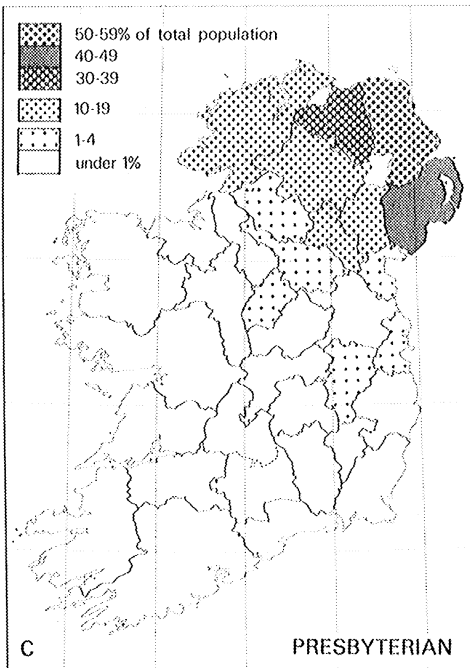 50-59% of total population
40-49
30-39
10-19
1-4
under 1%
C
PRESBYTERIAN